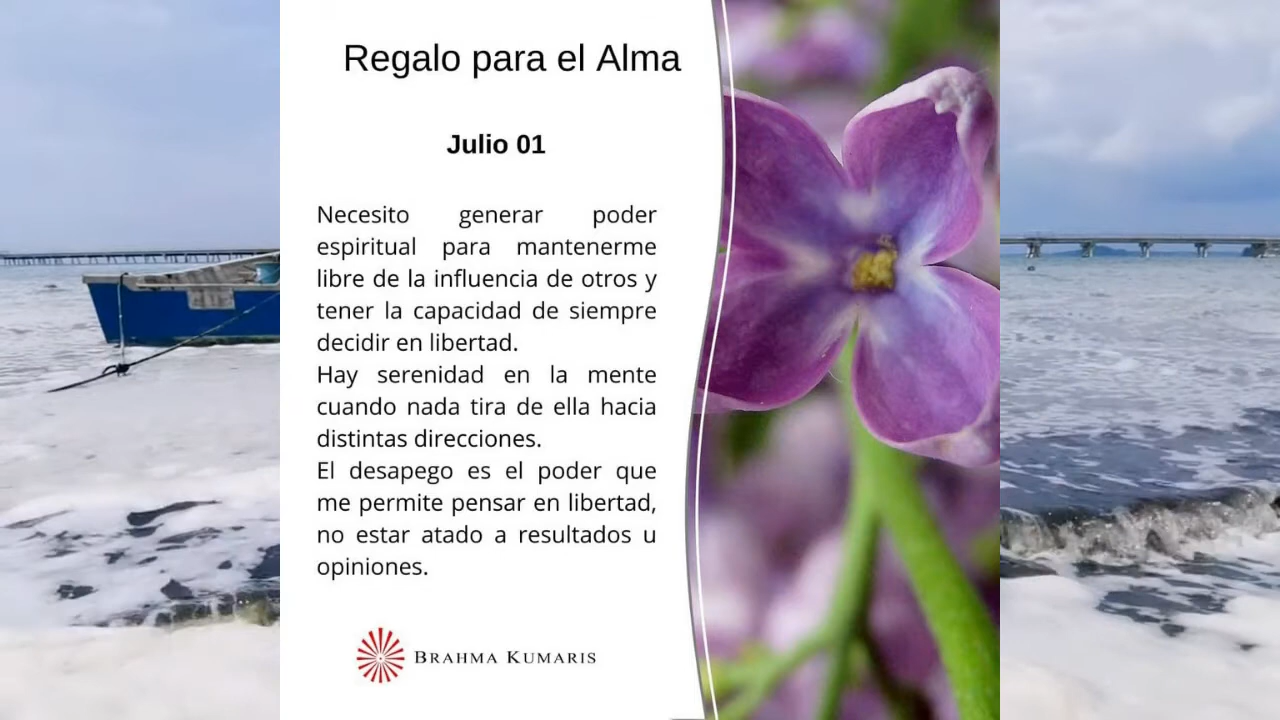 Regalo para el Alma
Julio 01
Necesito generar poder
espiritual para mantenerme
libre de la influencia de otros y
tener la capacidad de siempre
decidir en libertad.
Hay serenidad en la mente
cuando nada tira de ella hacia
distintas direcciones.
El desapego es el poder que
me permite pensar en libertad,
no estar atado a resultados u
opiniones.
BRAHMA KUMARIS